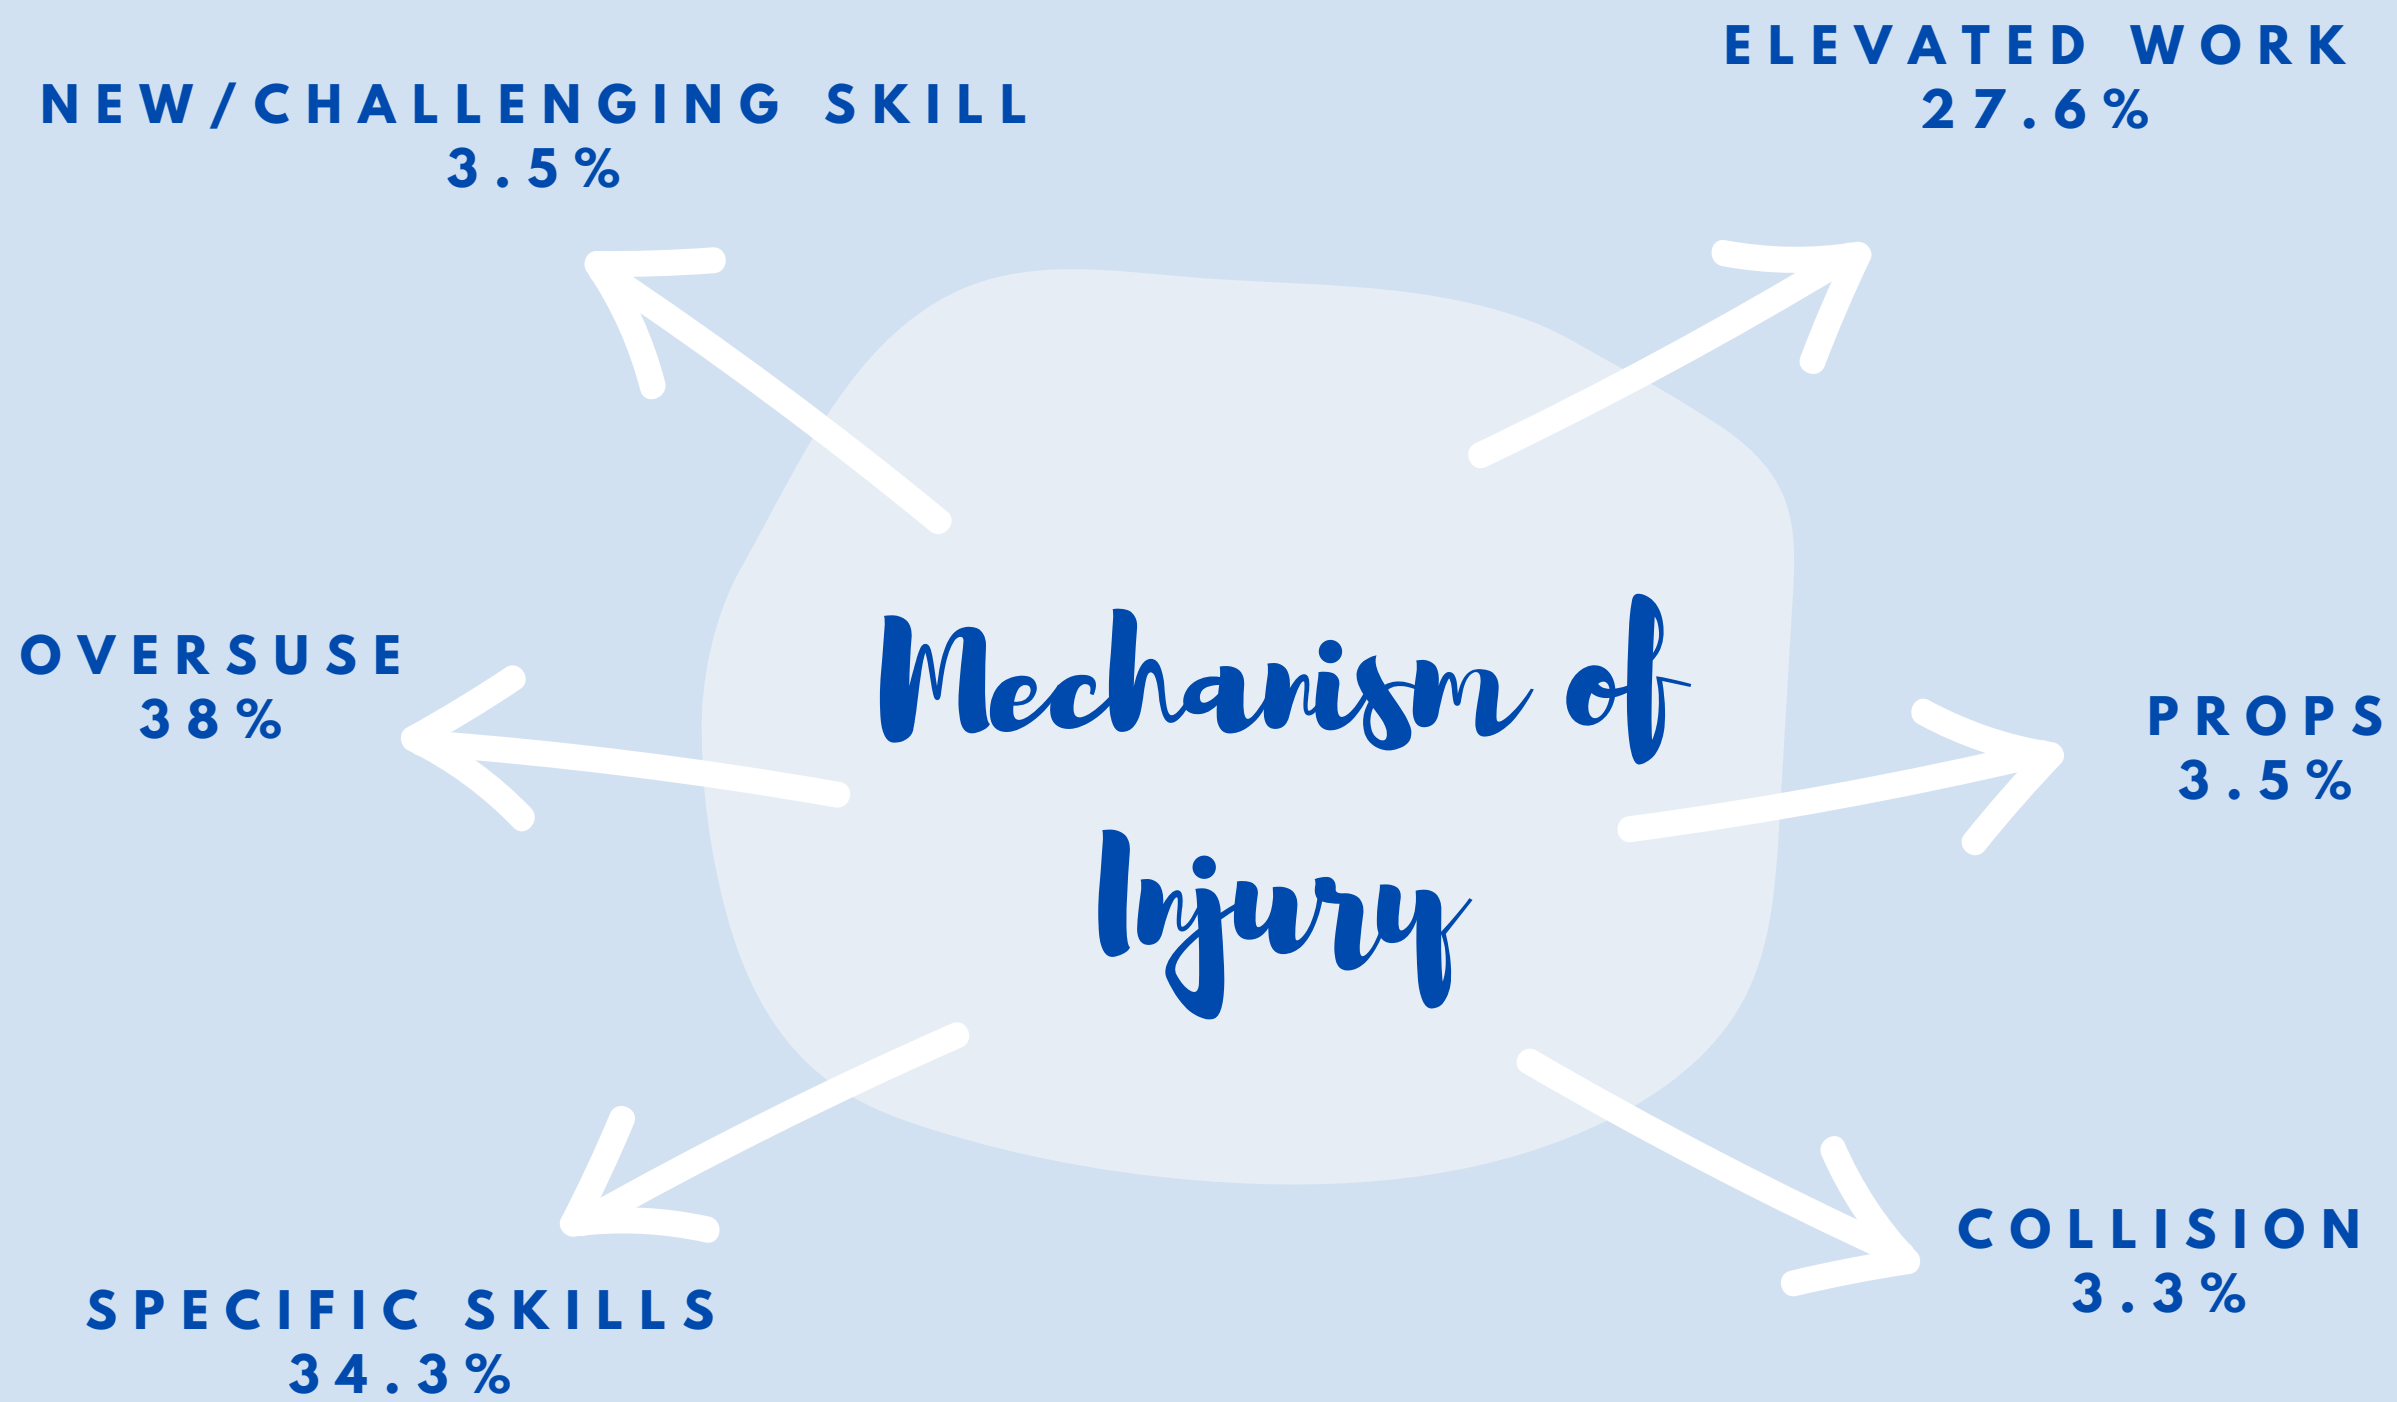 NEW/CHALLENGING SKILL
3.5%
ELEVATED WORK
27.6%
OVERSUSE
38%
Mechanism of
Injury
PROPS
3.5%
SPECIFIC SKILLS
34.3%
COLLISION
3.3%